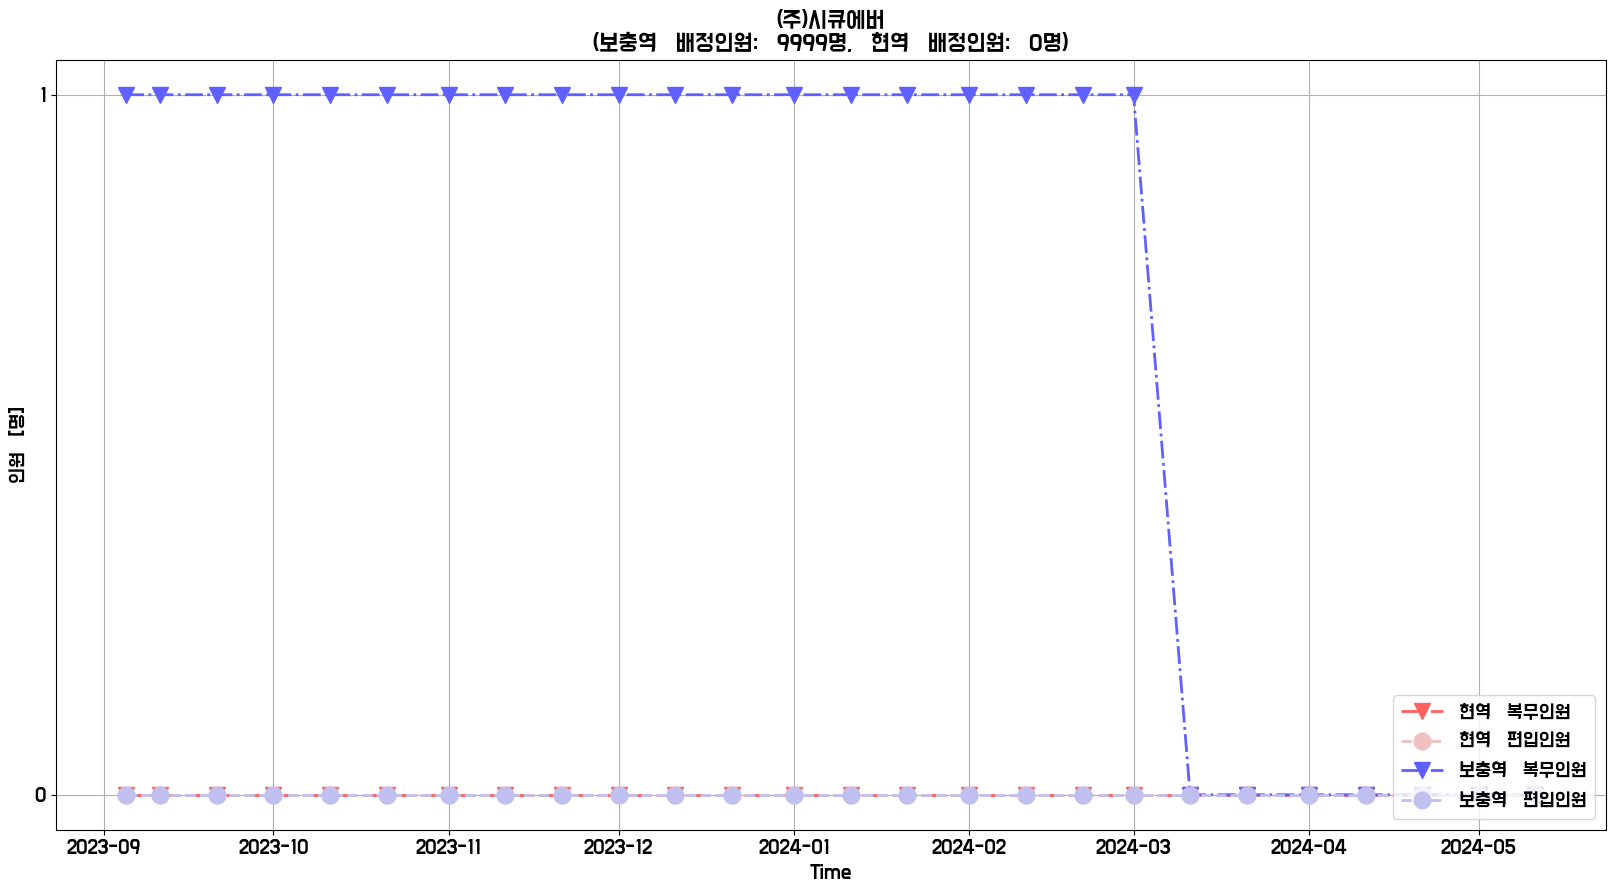 (주)시큐에버
(보충역 배정인원: 9999명, 현역 배정인원: 0명)
인원 [명]
1
0
현역 복무인원
현역 편입인원
보충역 복무인원
보충역 편입인원
2023-09 2023-10 2023-11 2023-12 2024-01 2024-02 2024-03 2024-04 2024-05
Time